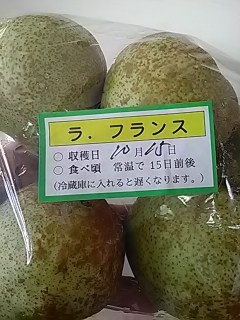 ラ．フランス
○ 収穫日 10月25日
○ 食べ頃 常温で15日前後
(冷蔵庫に入れると遅くなります。)